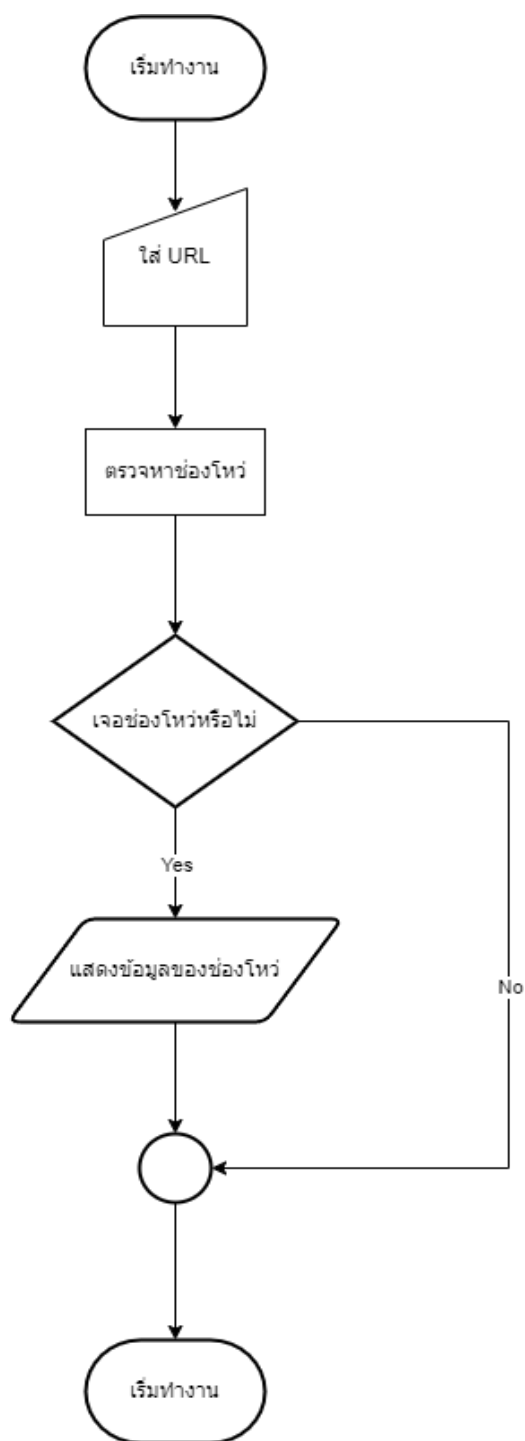 เริ่มทำงาน
ใส่ URL
ตรวจหาช่องโหว่
เจอช่องโหว่หรือไม่
Yes
แสดงข้อมูลของช่องโหว่
No
เริ่มทำงาน